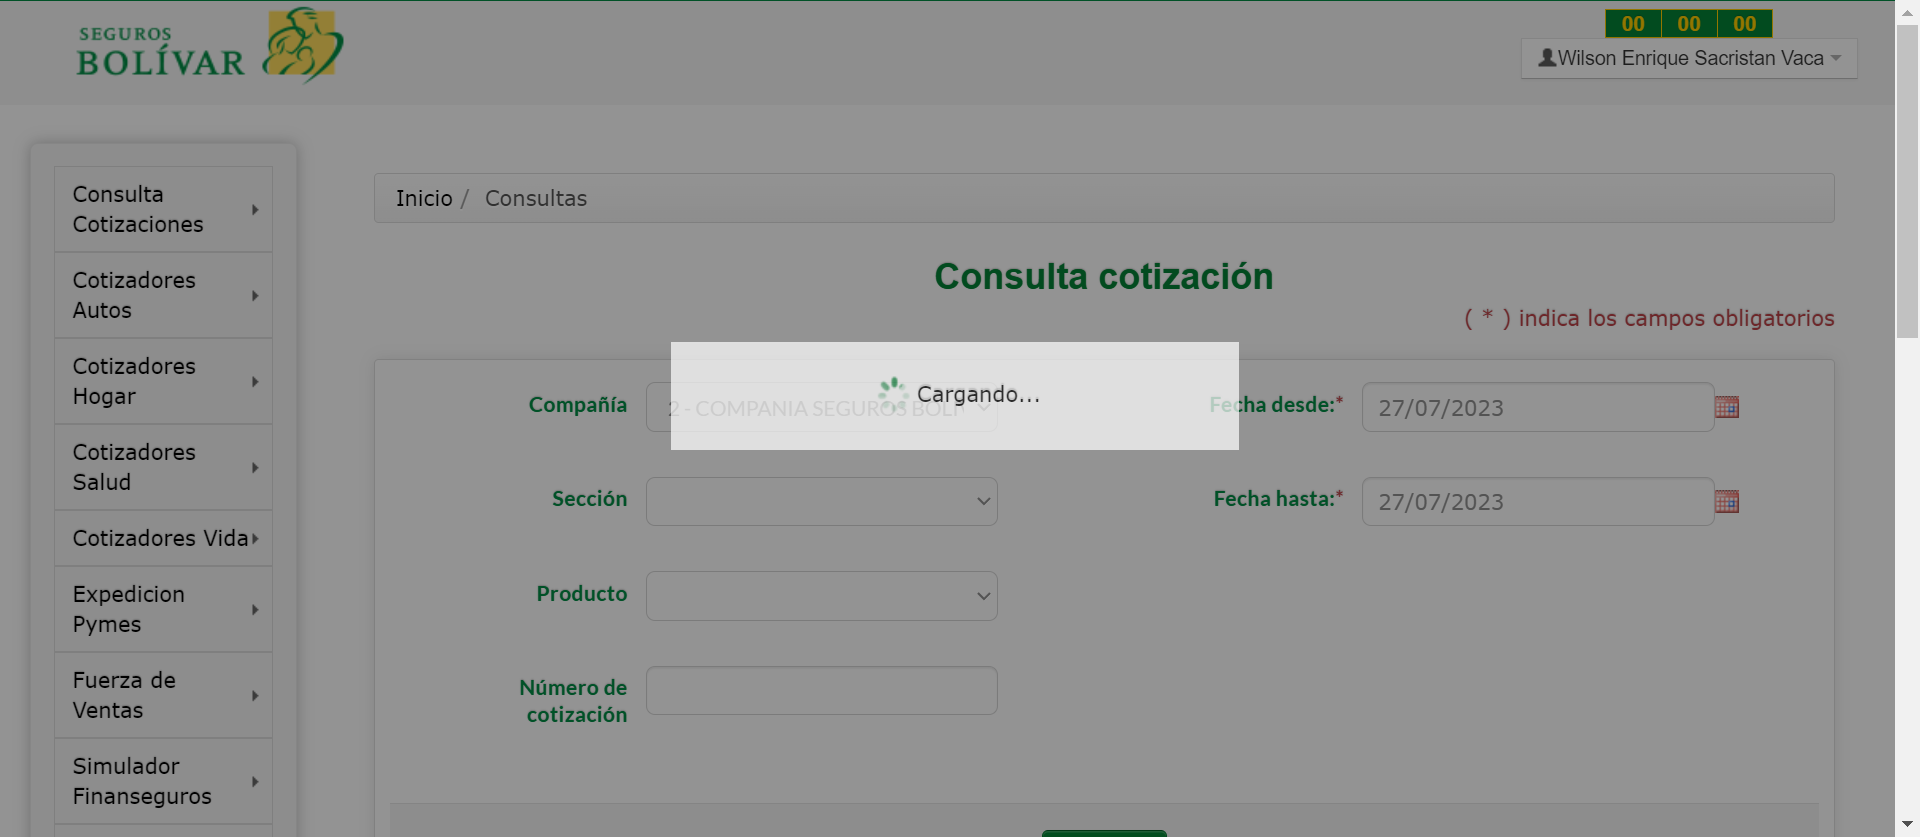 SEGUROS
BOLÍVAR
00 00 00
Wilson Enrique Sacristan Vaca
Consulta
Cotizaciones
Cotizadores
Autos
Cotizadores
Hogar
Cotizadores
Salud
Cotizadores Vida
Expedicion
Pymes
Fuerza de
Ventas
Simulador
Finanseguros
Inicio / Consultas
Consulta cotización
( * ) indica los campos obligatorios
Cargando...
Compañía 2 - COMPANIA SEGUROS
Fecha desde:* 27/07/2023
Sección
Fecha hasta:* 27/07/2023
Producto
Número de
cotización